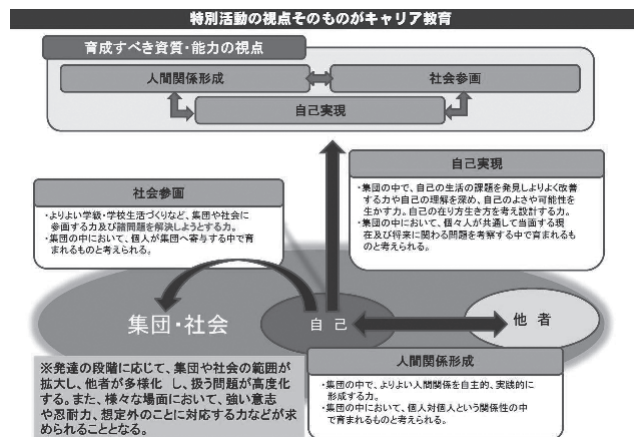 特別活動の視点そのものがキャリア教育
育成すべき資質・能力の視点
人間関係形成
社会参画
自己実現
社会参画
・よりよい学級・学校生活づくりなど、集団や社会に
参画する力及び諸問題を解決しようとする力。
・集団の中において、個人が集団へ寄与する中で育
まれるものと考えられる。
自己実現
・集団の中で、自己の生活の課題を発見しよりよく改善
する力や自己の理解を深め、自己のよさや可能性を
生かす力。自己の在り方生き方を考え設計する力。
・集団の中において、個々人が共通して当面する現
在及び将来に関わる問題を考察する中で育まれるも
のと考えられる。
集団・社会
自 己
他 者
※発達の段階に応じて、集団や社会の範囲が
拡大し、他者が多様化 し、扱う問題が高度化
する。また、様々な場面において、強い意志
や忍耐力、想定外のことに対応する力などが求
められることとなる。
人間関係形成
・集団の中で、よりよい人間関係を自主的、実践的に
形成する力。
・集団の中において、個人対個人という関係性の中
で育まれるものと考えられる。